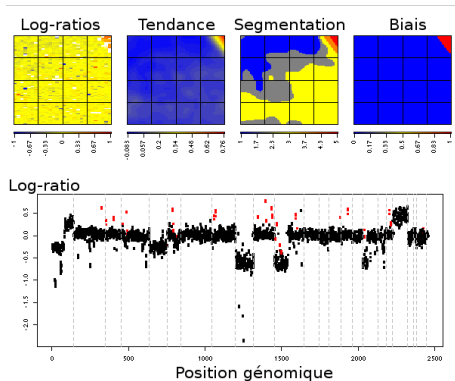 Log-ratios Tendance Segmentation Biais
-1 -0.67 -0.33 0 0.33 0.67 1
-0.083 0.057 0.2 0.34 0.48 0.62 0.76
1 1.7 2.3 3 3.7 4.3 5
0 0.17 0.33 0.5 0.67 0.83 1
Log-ratio
0.5
0.0
-0.5
-1.0
-1.5
-2.0
0 500 1000 1500 2000 2500
Position génomique